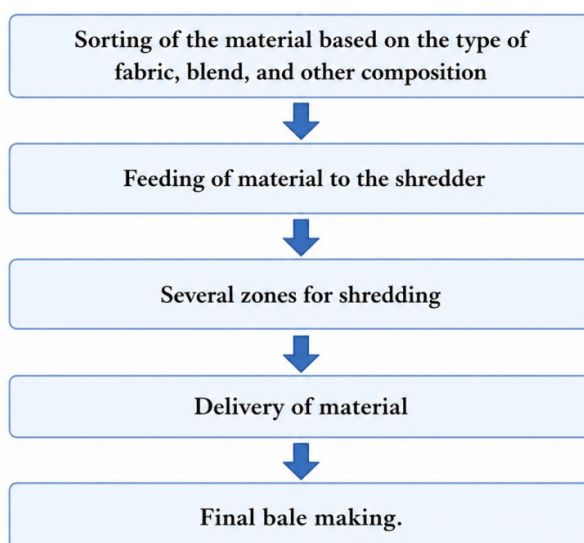 Sorting of the material based on the type of
fabric, blend, and other composition
Feeding of material to the shredder
Several zones for shredding
Delivery of material
Final bale making.